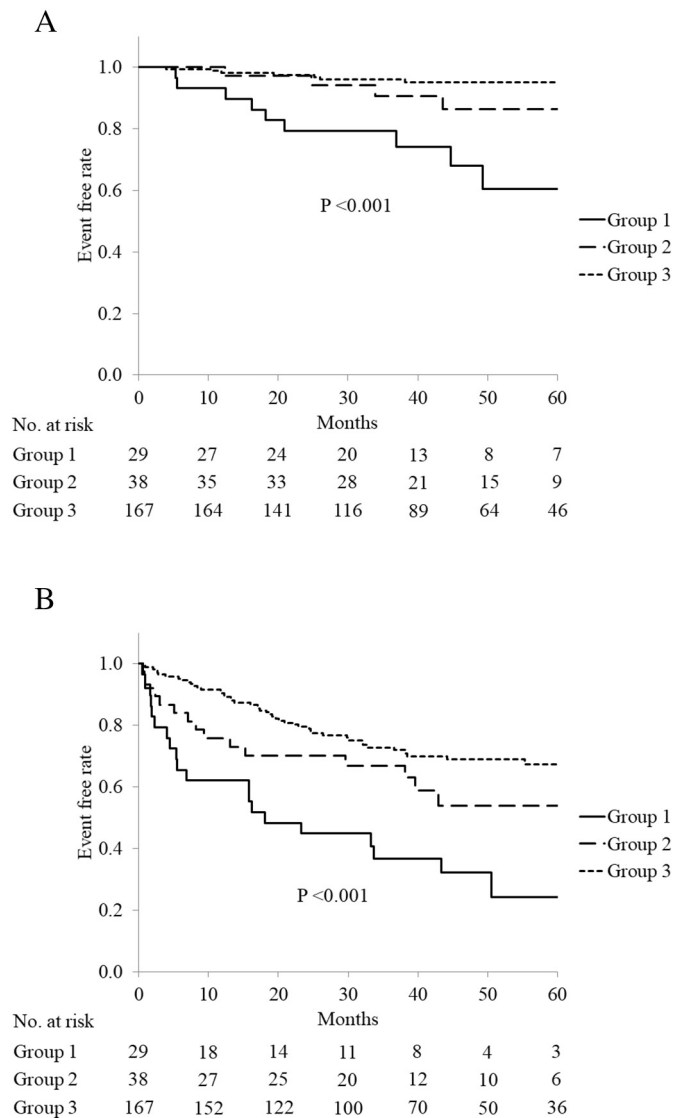 A
1.0
0.8
0.6
0.4
0.2
0.0
Event free rate
P <0.001
Group 1
Group 2
Group 3
0 10 20 30 40 50 60
Months
No. at risk
Group 1 29 27 24 20 13 8 7
Group 2 38 35 33 28 21 15 9
Group 3 167 164 141 116 89 64 46
B
1.0
0.8
0.6
0.4
0.2
0.0
Event free rate
P <0.001
Group 1
Group 2
Group 3
0 10 20 30 40 50 60
Months
No. at risk
Group 1 29 18 14 11 8 4 3
Group 2 38 27 25 20 12 10 6
Group 3 167 152 122 100 70 50 36